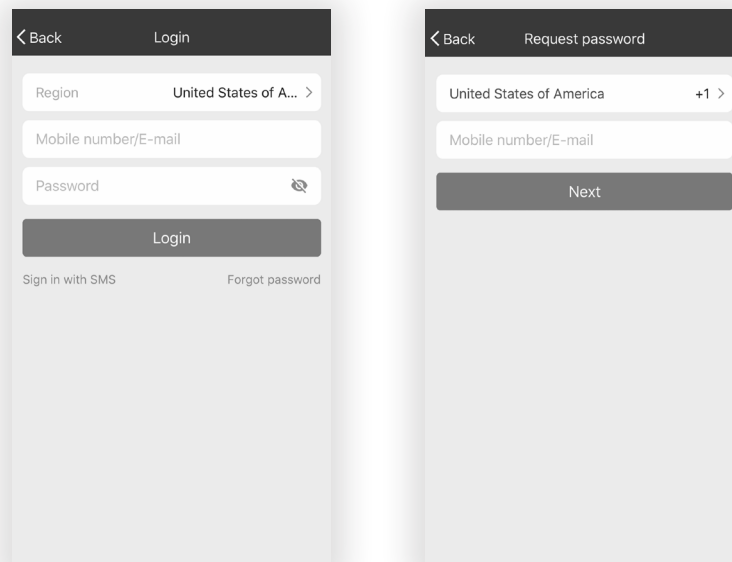 Back Login
Region United States of A...
Mobile number/E-mail
Password
Login
Sign in with SMS Forgot password
Back Request password
United States of America +1
Mobile number/E-mail
Next